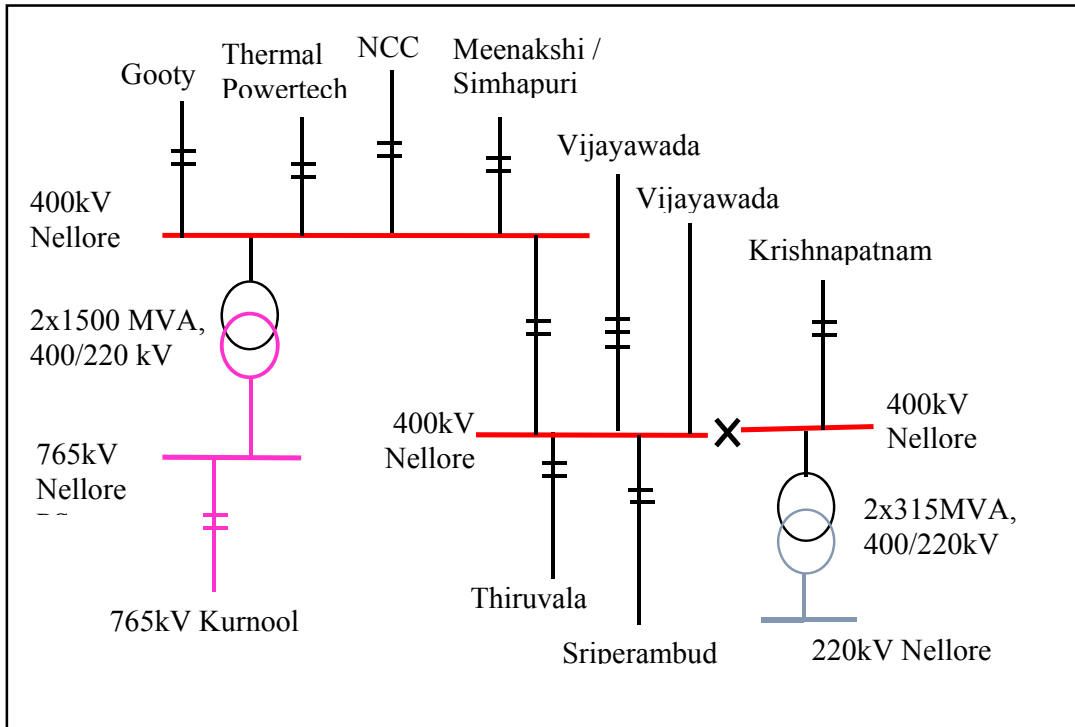 Gooty
Thermal
Powertech
NCC
Meenakshi /
Simhapuri
Vijayawada
Vijayawada
Krishnapatnam
400kV
Nellore
2x1500 MVA,
400/220 kV
400kV
Nellore
400kV
Nellore
765kV
Nellore
2x315MVA,
400/220kV
Thiruvala
765kV Kurnool
Sriperambud
220kV Nellore